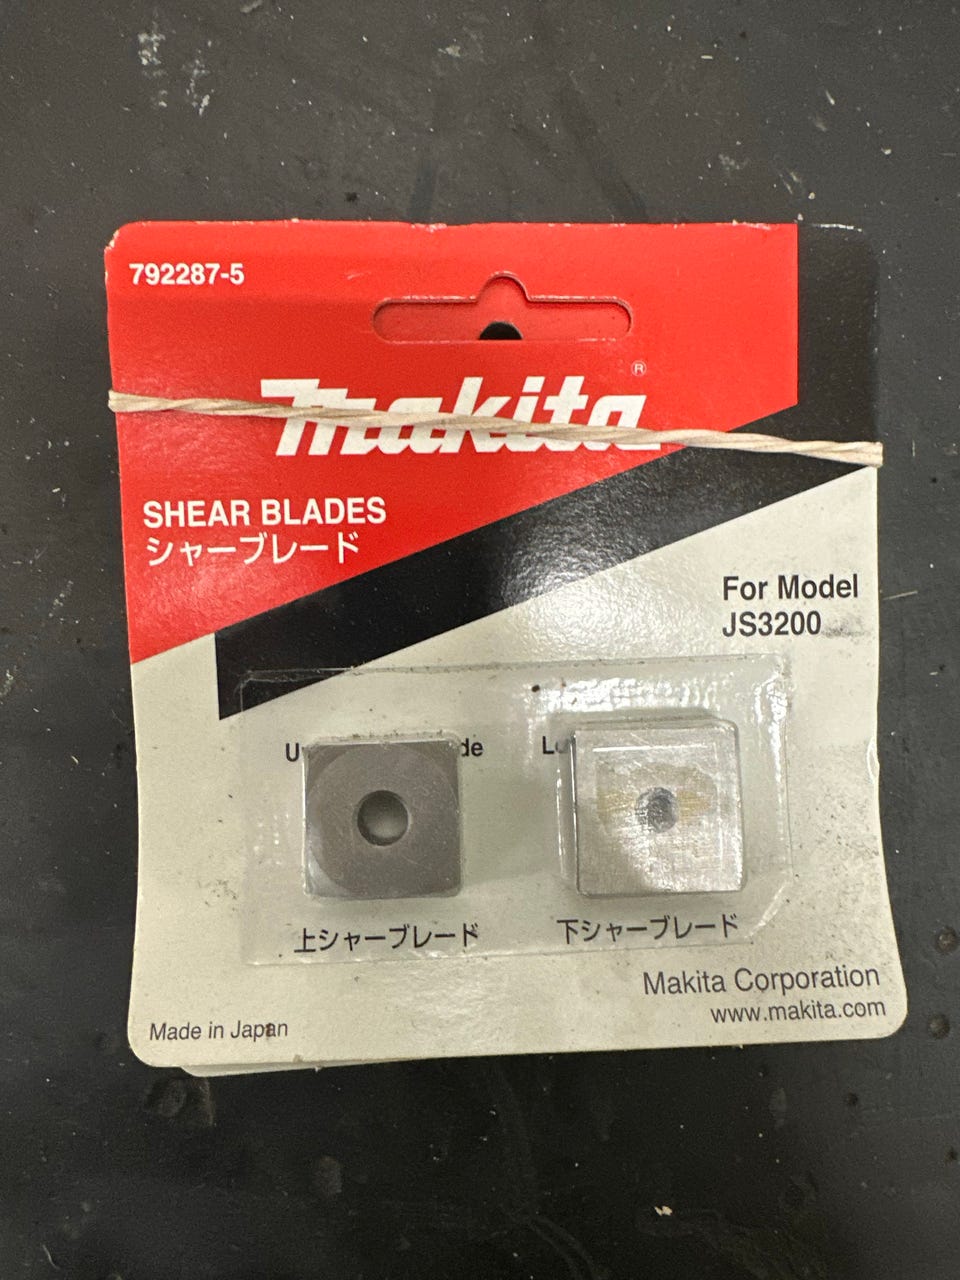 792287-5
makita®
SHEAR BLADES
シャーブレード
For Model
JS3200
上シャーブレード
下シャーブレード
Makita Corporation
www.makita.com
Made in Japan